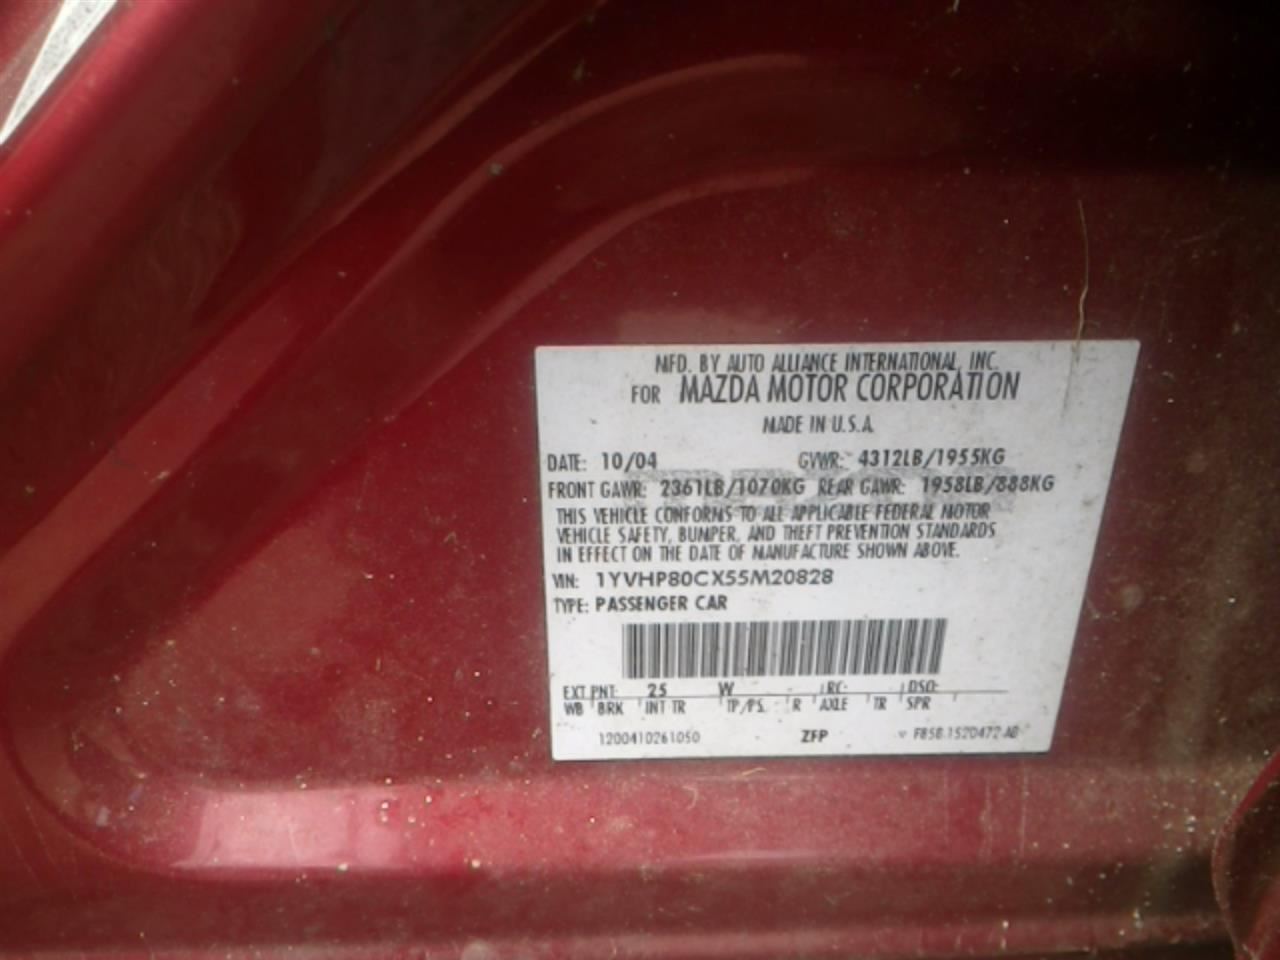 MFD. BY AUTO ALLIANCE INTERNATIONAL, INC.
FOR MAZDA MOTOR CORPORATION
MADE IN U.S.A.
DATE: 10/04 GVWR: 4312LB/1955KG
FRONT GAWR: 2361LB/1070KG REAR GAWR: 1958LB/888KG
THIS VEHICLE CONFORMS TO ALL APPLICABLE FEDERAL MOTOR
VEHICLE SAFETY, BUMPER, AND THEFT PREVENTION STANDARDS
IN EFFECT ON THE DATE OF MANUFACTURE SHOWN ABOVE.
VIN: 1YVHP80CX55M20828
TYPE: PASSENGER CAR
EXT PNT: 25 W RC: DSO:
WB BRK INT TR TP/PS R AXLE TR SPR
1200410261050 ZFP F85B-1520472-AB